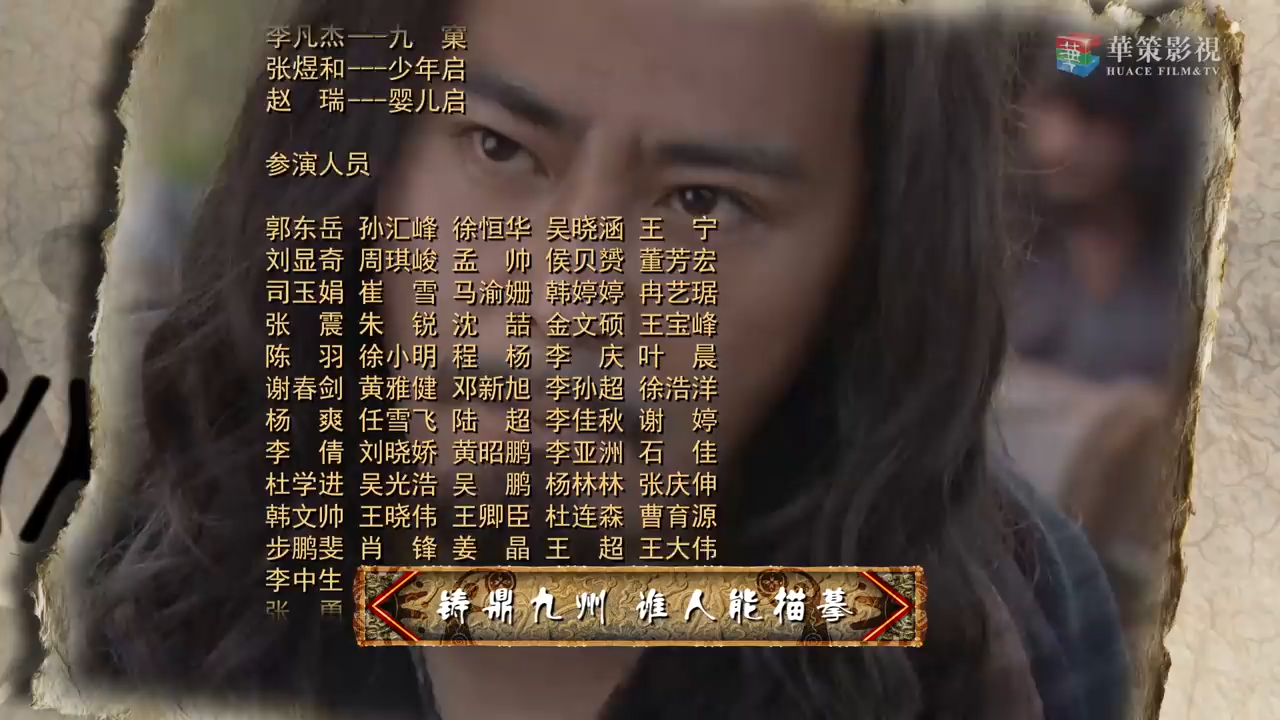 李凡杰———九　窠
张煜和———少年启
赵　瑞———婴儿启
華策影視
HUACE FILM&TV
参演人员
郭东岳 孙汇峰 徐恒华 吴晓涵 王　宁
刘显奇 周琪峻 孟　帅 侯贝赟 董芳宏
司玉娟 崔　雪 马渝姗 韩婷婷 冉艺琚
张　震 朱　锐 沈　喆 金文硕 王宝峰
陈　羽 徐小明 程　杨 李　庆 叶　晨
谢春剑 黄雅健 邓新旭 李孙超 徐浩洋
杨　爽 任雪飞 陆　超 李佳秋 谢　婷
李　倩 刘晓娇 黄昭鹏 李亚洲 石　佳
杜学进 吴光浩 吴　鹏 杨林林 张庆伸
韩文帅 王晓伟 王卿臣 杜连森 曹育源
步鹏斐 肖　锋 姜　晶 王　超 王大伟
李中生
张　勇
铸鼎九州 谁人能描摹